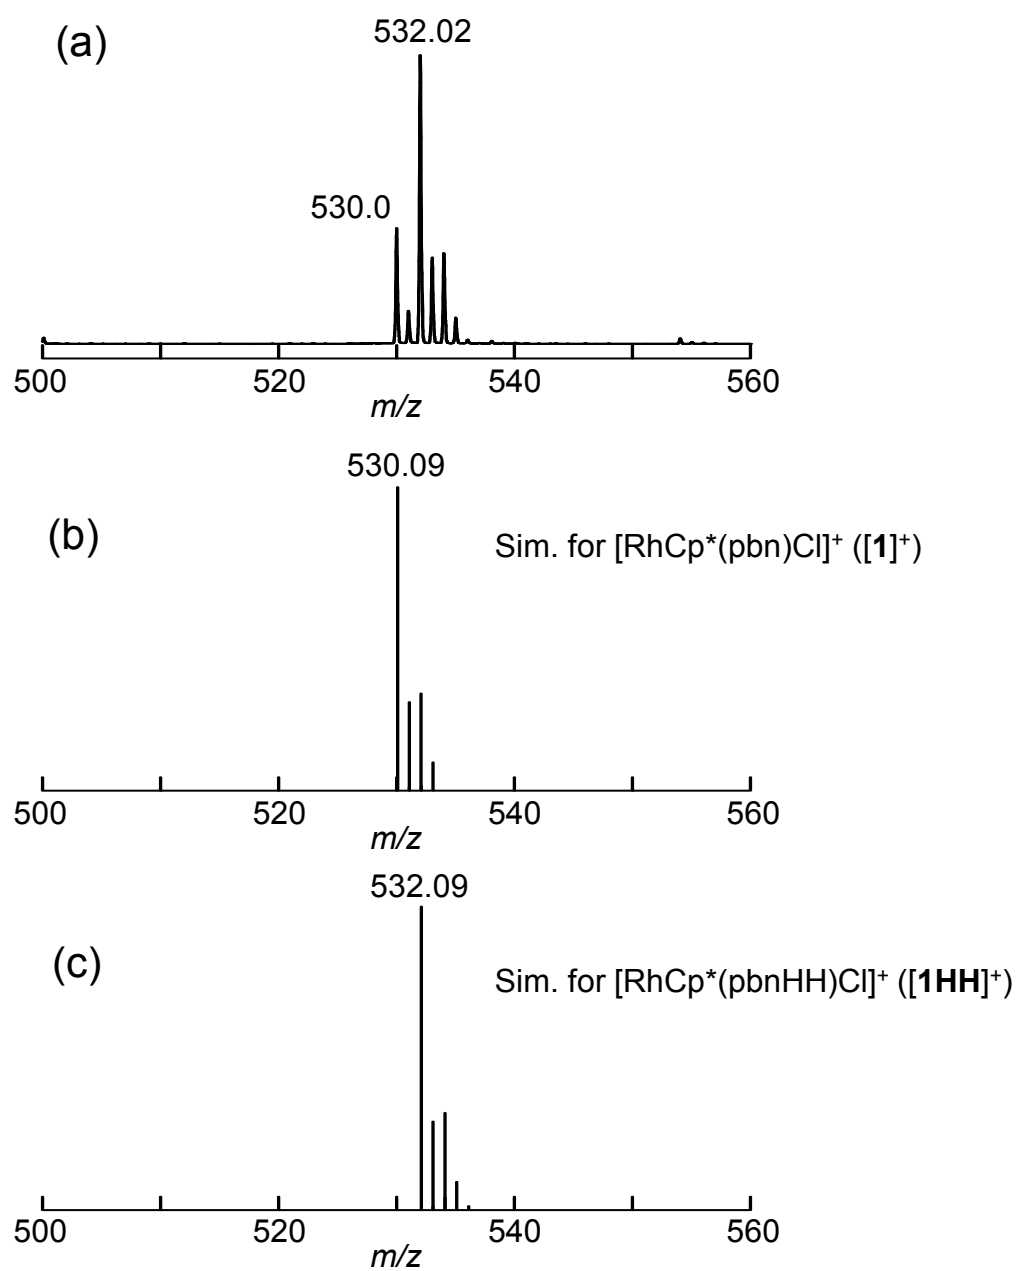 (a)
532.02
530.0
500 520 540 560
m/z
(b)
530.09
Sim. for [RhCp*(pbn)Cl]⁺ ([1]⁺)
500 520 540 560
m/z
(c)
532.09
Sim. for [RhCp*(pbnHH)Cl]⁺ ([1HH]⁺)
500 520 540 560
m/z